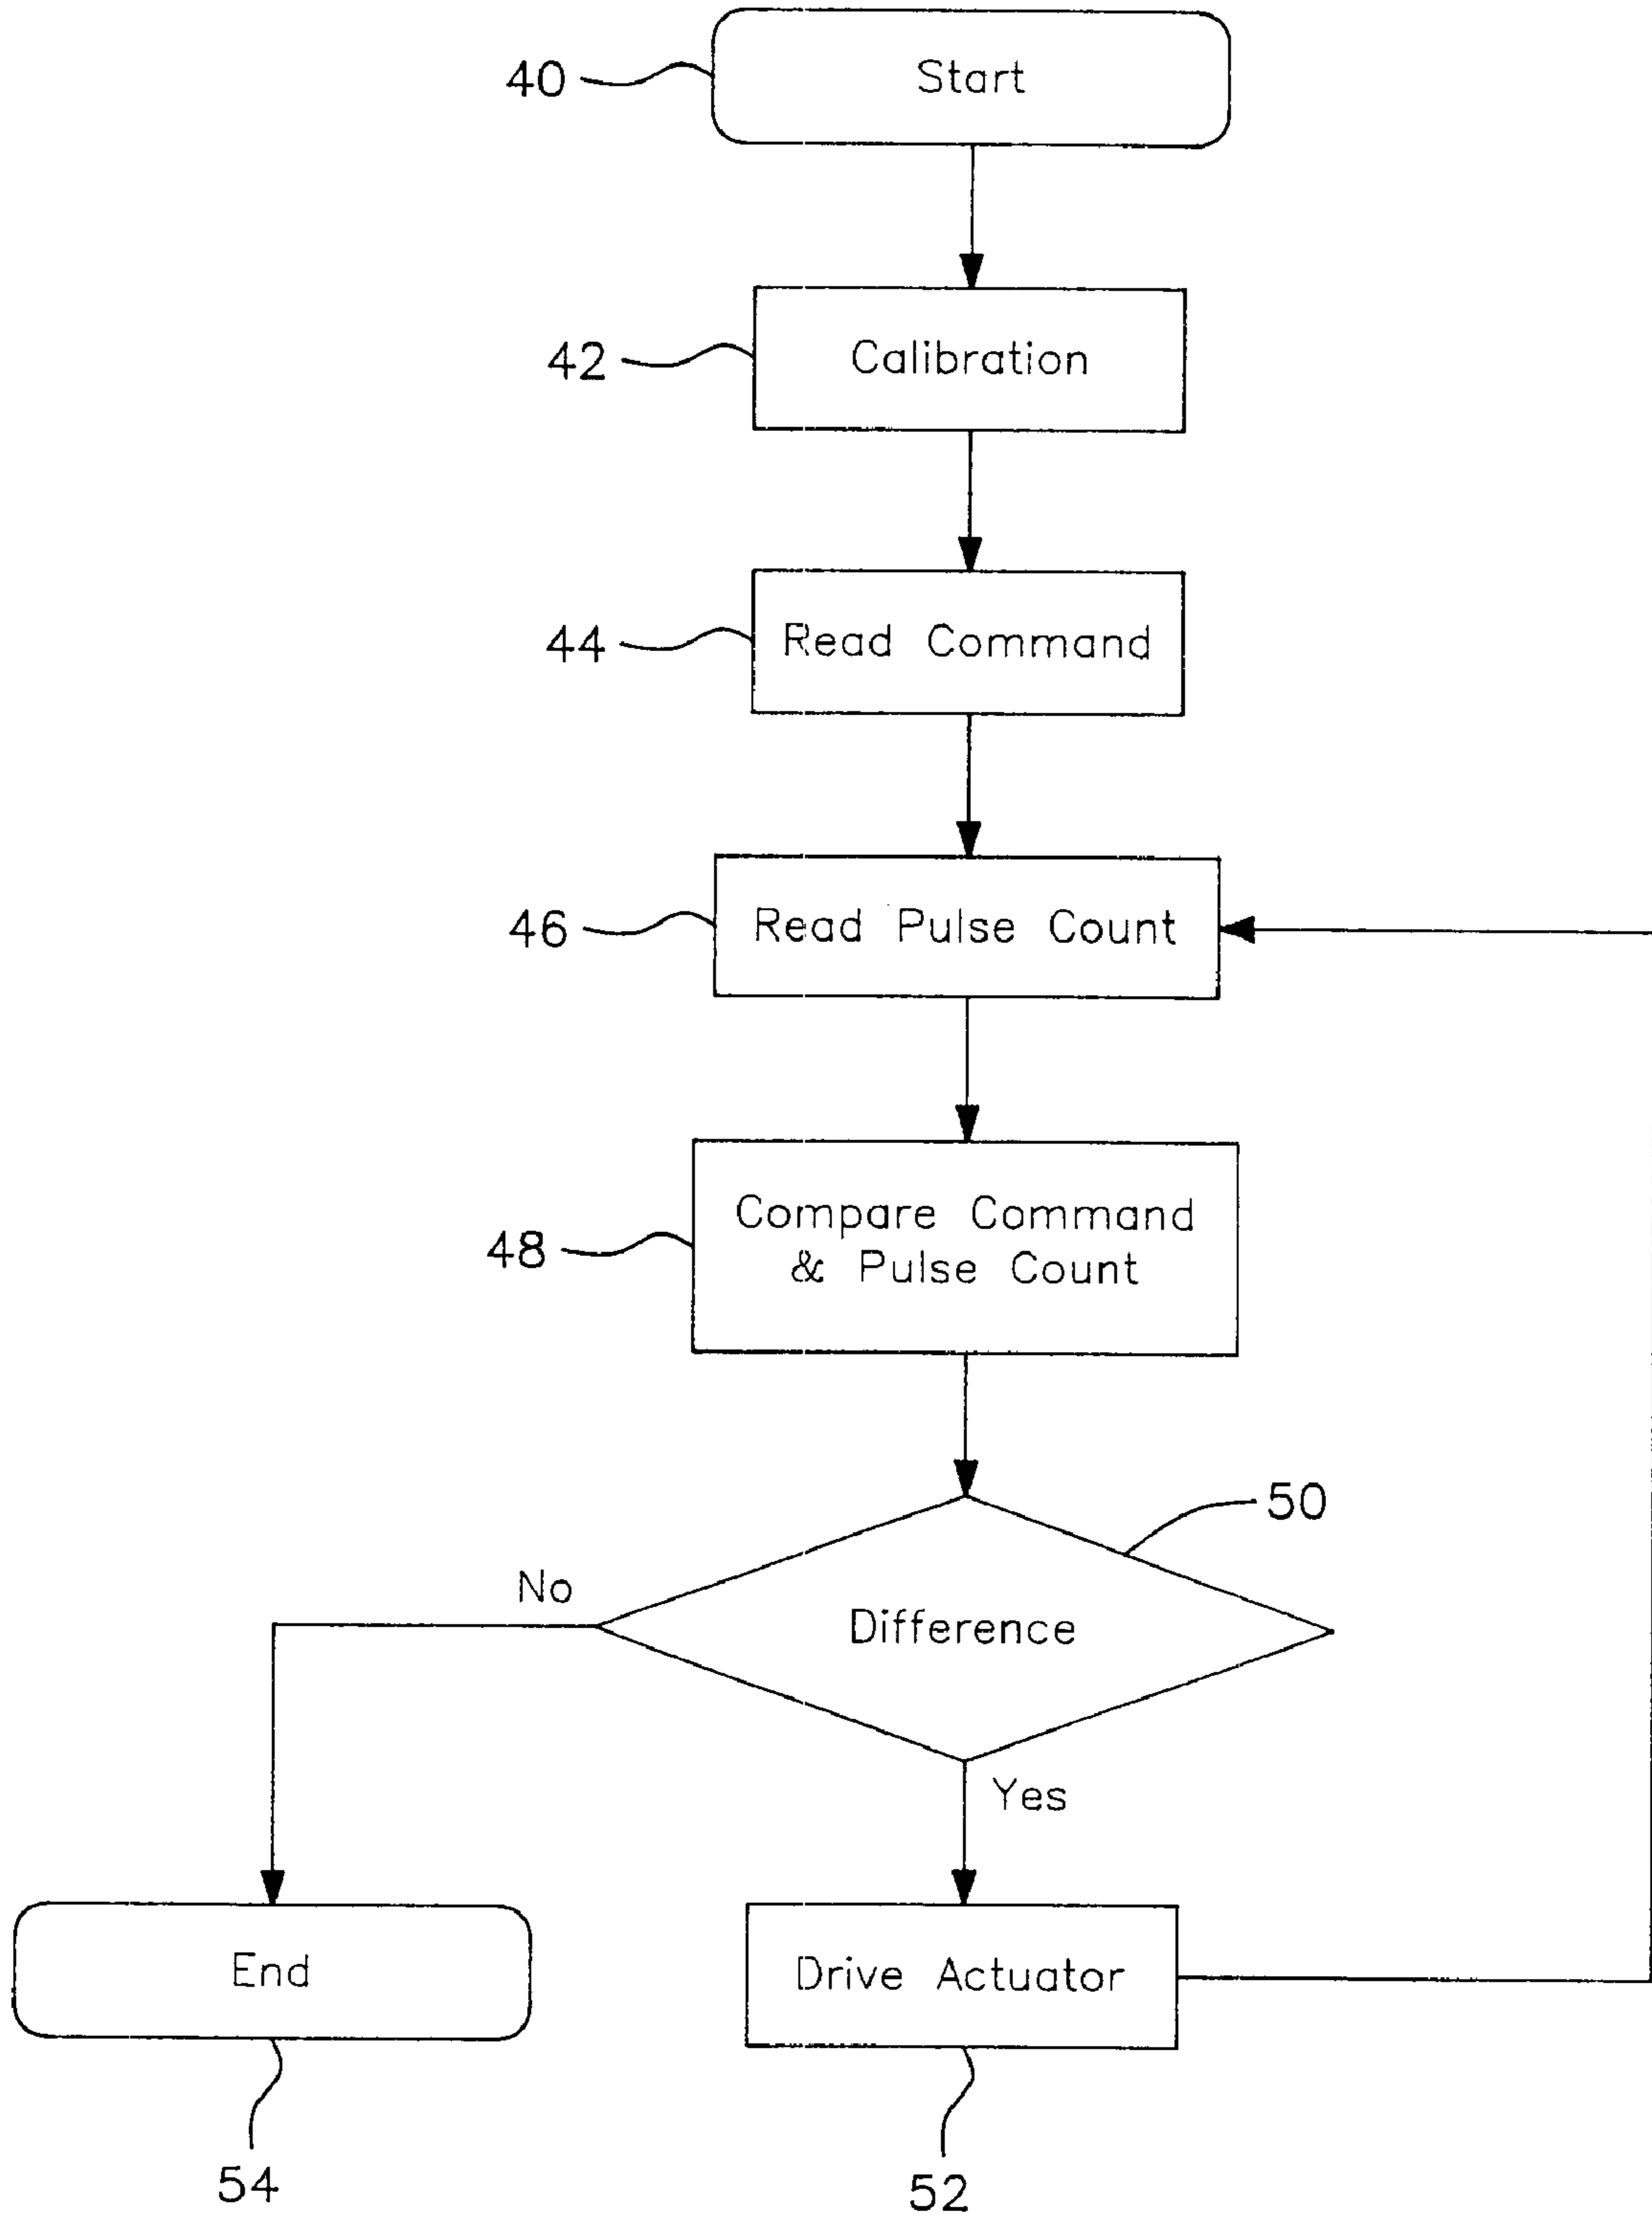 40
Start
42
Calibration
44
Read Command
46
Read Pulse Count
48
Compare Command
& Pulse Count
50
Difference
No
Yes
End
Drive Actuator
54
52